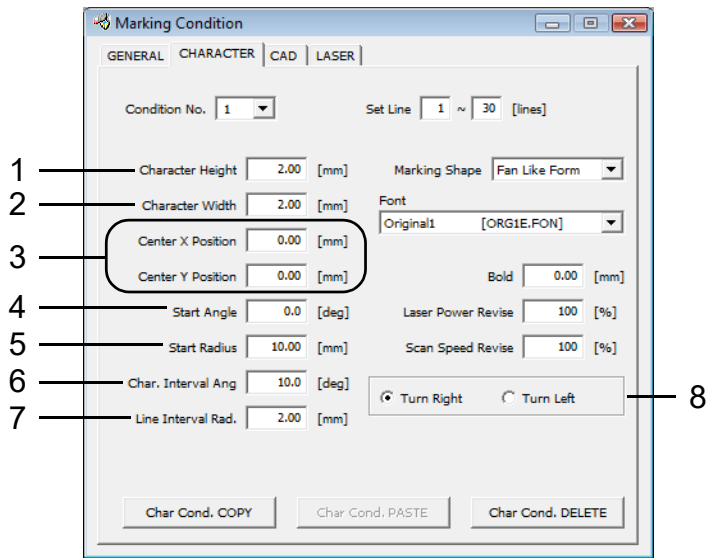 Marking Condition
GENERAL CHARACTER CAD LASER
Condition No. 1 Set Line 1 ~ 30 [lines]
1 Character Height 2.00 [mm] Marking Shape Fan Like Form
2 Character Width 2.00 [mm] Font
Original1 [ORG1E.FON]
3 Center X Position 0.00 [mm]
Center Y Position 0.00 [mm] Bold 0.00 [mm]
4 Start Angle 0.0 [deg] Laser Power Revise 100 [%]
5 Start Radius 10.00 [mm] Scan Speed Revise 100 [%]
6 Char. Interval Ang 10.0 [deg]
Turn Right Turn Left 8
7 Line Interval Rad. 2.00 [mm]
Char Cond. COPY Char Cond. PASTE Char Cond. DELETE